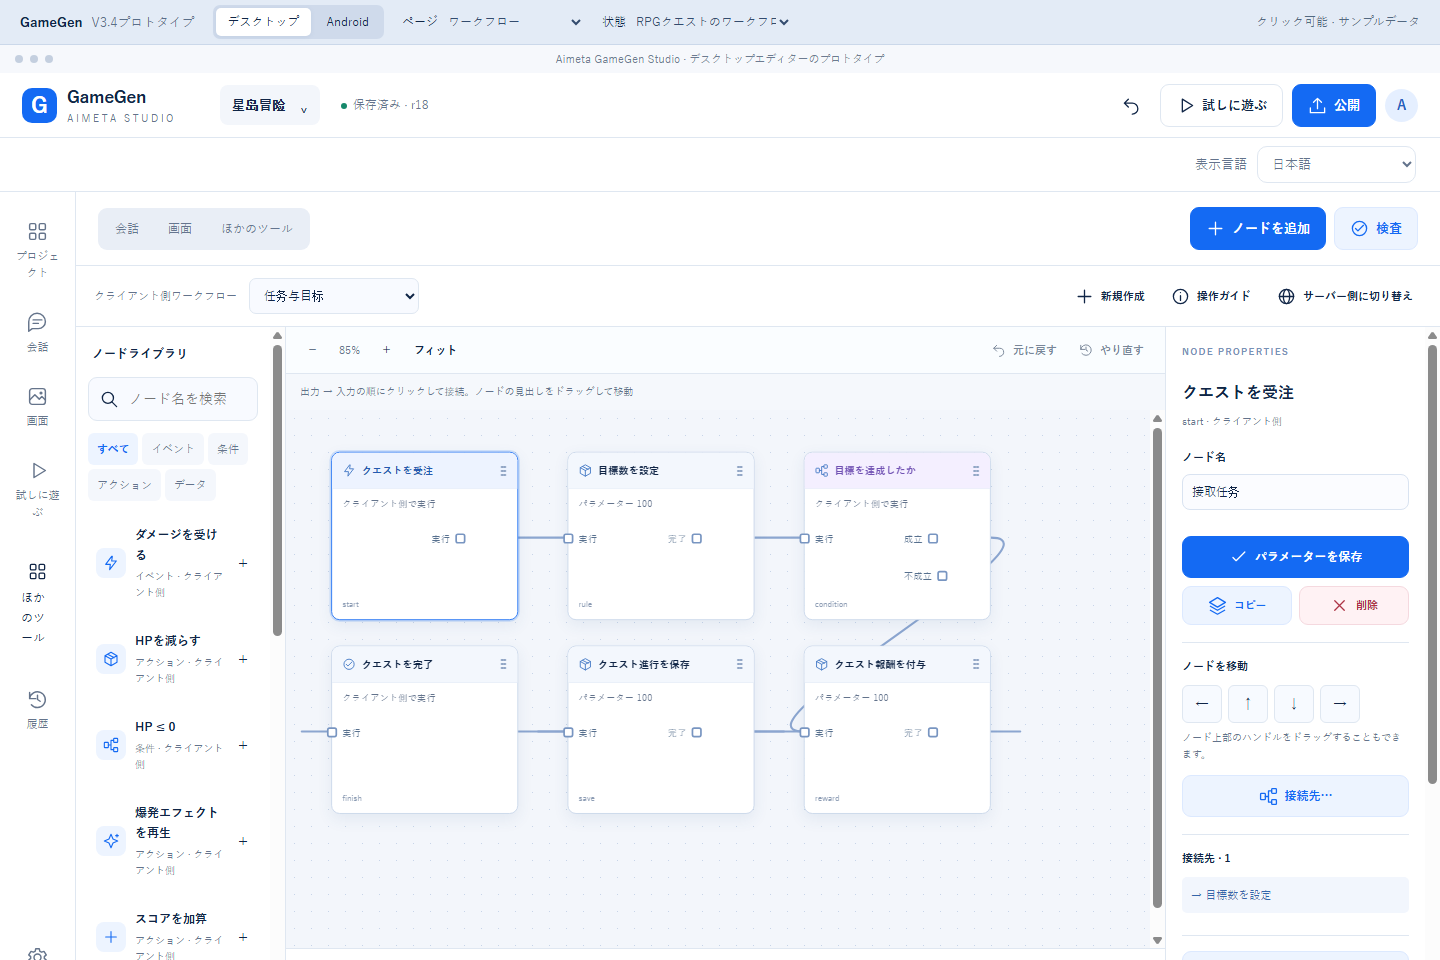 GameGen V3.4プロトタイプ デスクトップ Android ページ ワークフロー 状態 RPGクエストのワークフロ クリック可能 · サンプルデータ
Aimeta GameGen Studio · デスクトップエディターのプロトタイプ
G GameGen
AIMETA STUDIO
星岛冒险
保存済み · r18
試しに遊ぶ
公開
A
表示言語 日本語
プロジェクト
会話
画面
試しに遊ぶ
ほかのツール
履歴
会話 画面 ほかのツール
ノードを追加
検査
クライアント側ワークフロー 任务与目标
新規作成 操作ガイド サーバー側に切り替え
ノードライブラリ
ノード名を検索
すべて イベント 条件
アクション データ
ダメージを受け
る
イベント · クライア
ント側
+
HPを減らす
アクション · クライ
アント側
+
HP ≤ 0
条件 · クライアント
側
+
爆発エフェクト
を再生
アクション · クライ
アント側
+
スコアを加算
アクション · クライ
アント側
+
− 85% + フィット
元に戻す やり直す
出力 → 入力の順にクリックして接続。ノードの見出しをドラッグして移動
クエストを受注
クライアント側で実行
実行
start
目標数を設定
パラメーター 100
実行 完了
rule
目標を達成したか
クライアント側で実行
実行 成立
不成立
condition
クエストを完了
クライアント側で実行
実行
finish
クエスト進行を保存
パラメーター 100
実行 完了
save
クエスト報酬を付与
パラメーター 100
実行 完了
reward
NODE PROPERTIES
クエストを受注
start · クライアント側
ノード名
接取任务
パラメーターを保存
コピー 削除
ノードを移動
← ↑ ↓ →
ノード上部のハンドルをドラッグすることもでき
ます。
接続先…
接続先 · 1
→ 目標数を設定